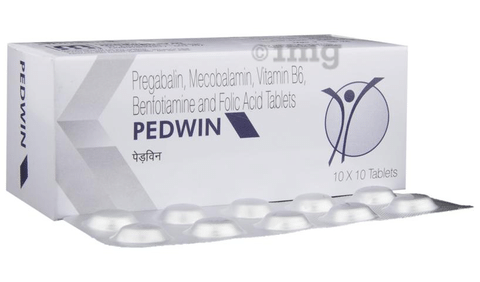 1mg
Pregabalin, Mecobalamin, Vitamin B6,
Benfotiamine and Folic Acid Tablets
PEDWIN
पेडविन
10 X 10 Tablets
PEDWIN